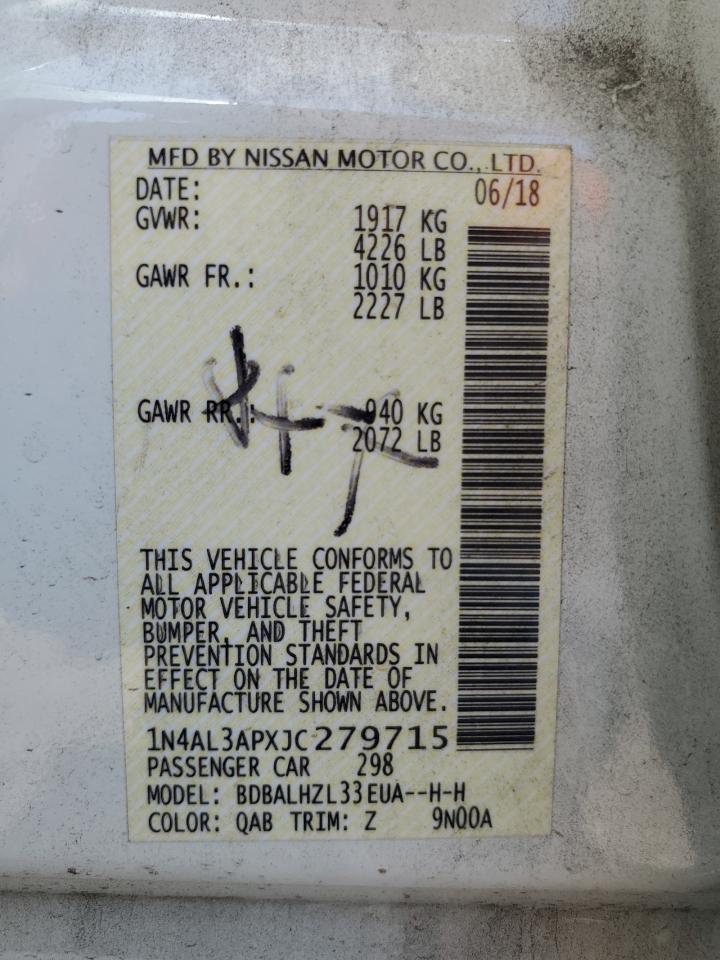 MFD BY NISSAN MOTOR CO., LTD.
DATE: 06/18
GVWR: 1917 KG
4226 LB
GAWR FR.: 1010 KG
2227 LB
GAWR RR.: 940 KG
2072 LB
THIS VEHICLE CONFORMS TO
ALL APPLICABLE FEDERAL
MOTOR VEHICLE SAFETY,
BUMPER, AND THEFT
PREVENTION STANDARDS IN
EFFECT ON THE DATE OF
MANUFACTURE SHOWN ABOVE.
1N4AL3APXJC279715
PASSENGER CAR 298
MODEL: BDBALHZL33EUA--H-H
COLOR: QAB TRIM: Z 9N00A